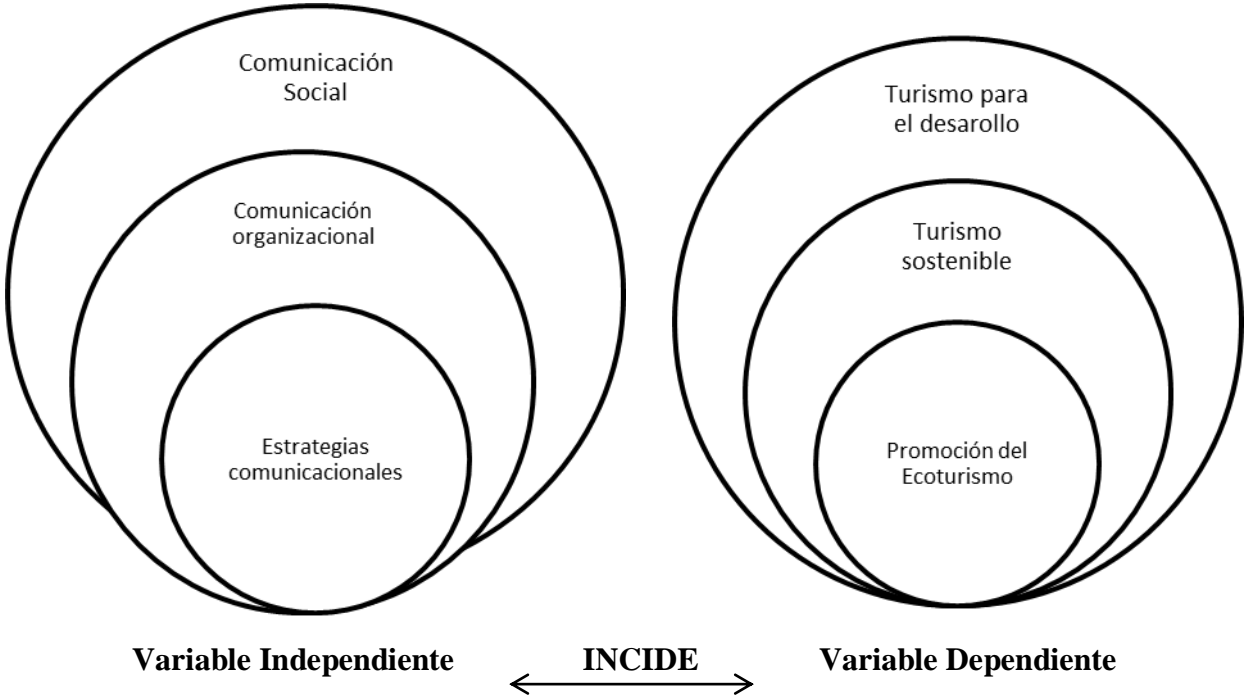 Comunicación
Social
Comunicación
organizacional
Estrategias
comunicacionales
Turismo para
el desarollo
Turismo
sostenible
Promoción del
Ecoturismo
Variable Independiente
INCIDE
Variable Dependiente